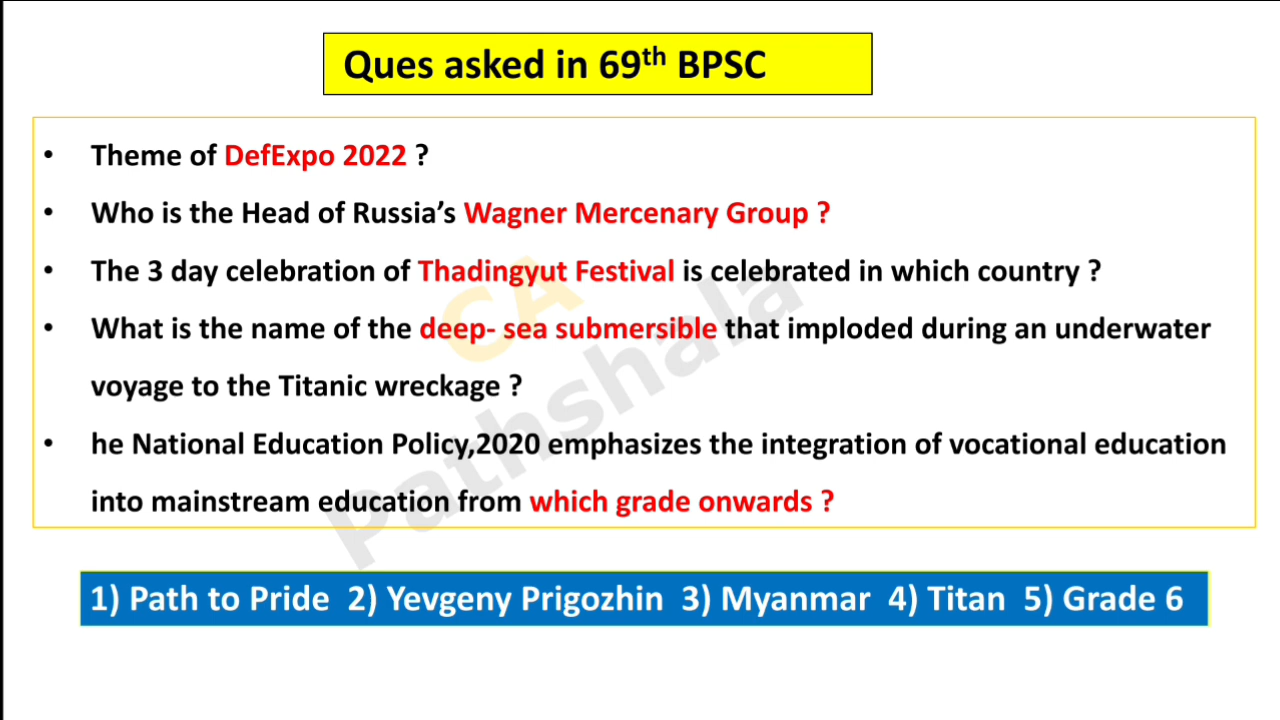 Ques asked in 69th BPSC
• Theme of DefExpo 2022 ?
• Who is the Head of Russia’s Wagner Mercenary Group ?
• The 3 day celebration of Thadingyut Festival is celebrated in which country ?
• What is the name of the deep- sea submersible that imploded during an underwater
voyage to the Titanic wreckage ?
• he National Education Policy,2020 emphasizes the integration of vocational education
into mainstream education from which grade onwards ?
CA
Pathshala
1) Path to Pride 2) Yevgeny Prigozhin 3) Myanmar 4) Titan 5) Grade 6